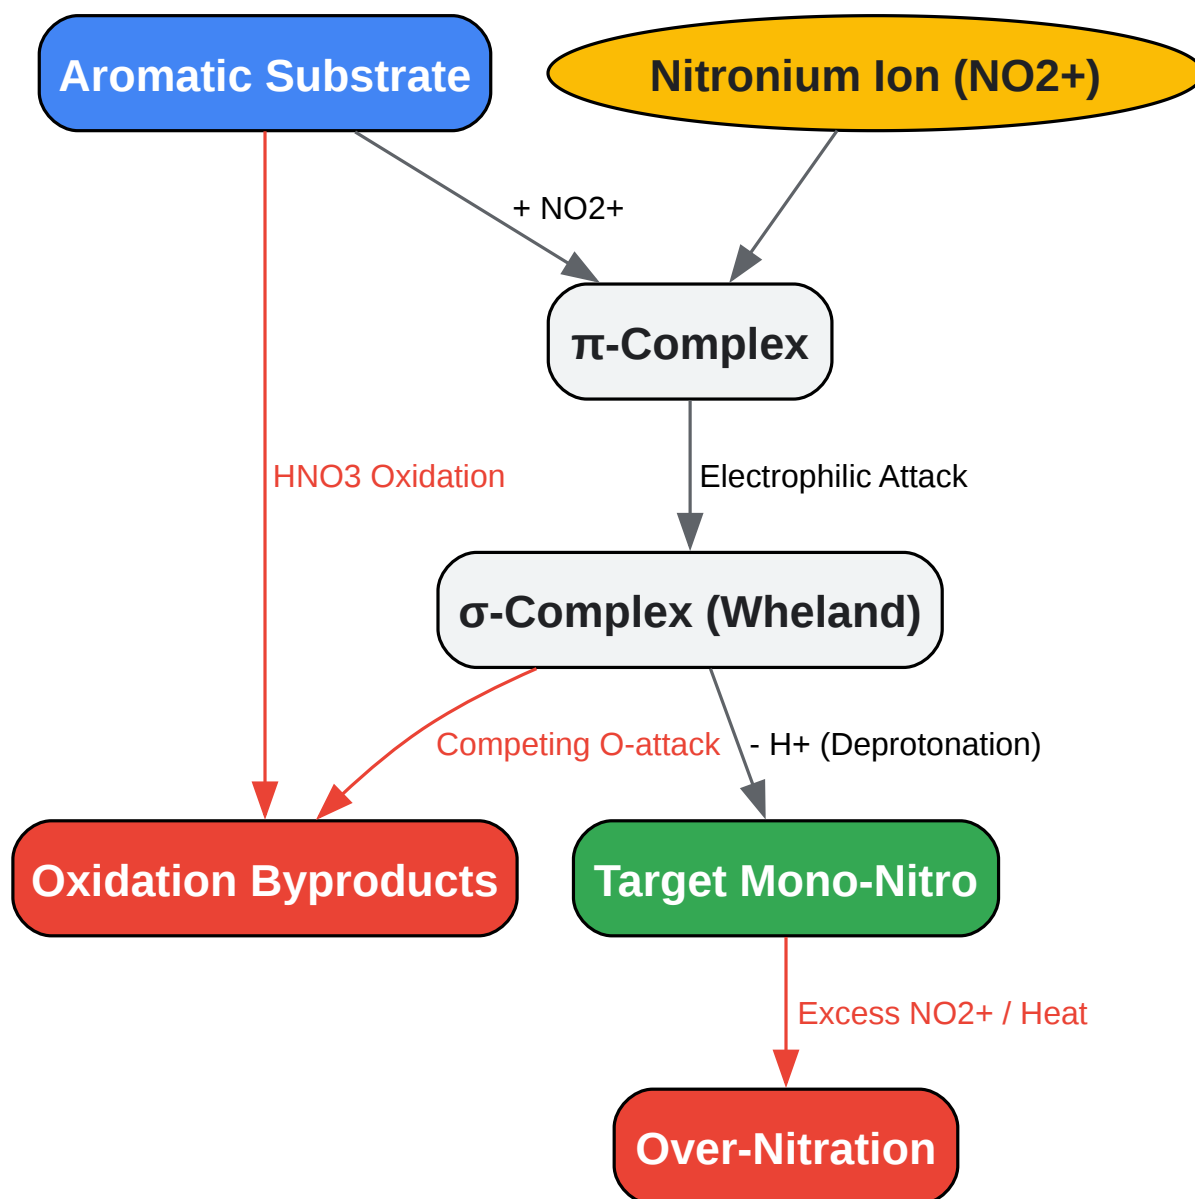 Aromatic Substrate
Nitronium Ion (NO2+)
+ NO2+
π-Complex
HNO3 Oxidation
Electrophilic Attack
σ-Complex (Wheland)
Competing O-attack
- H+ (Deprotonation)
Oxidation Byproducts
Target Mono-Nitro
Excess NO2+ / Heat
Over-Nitration